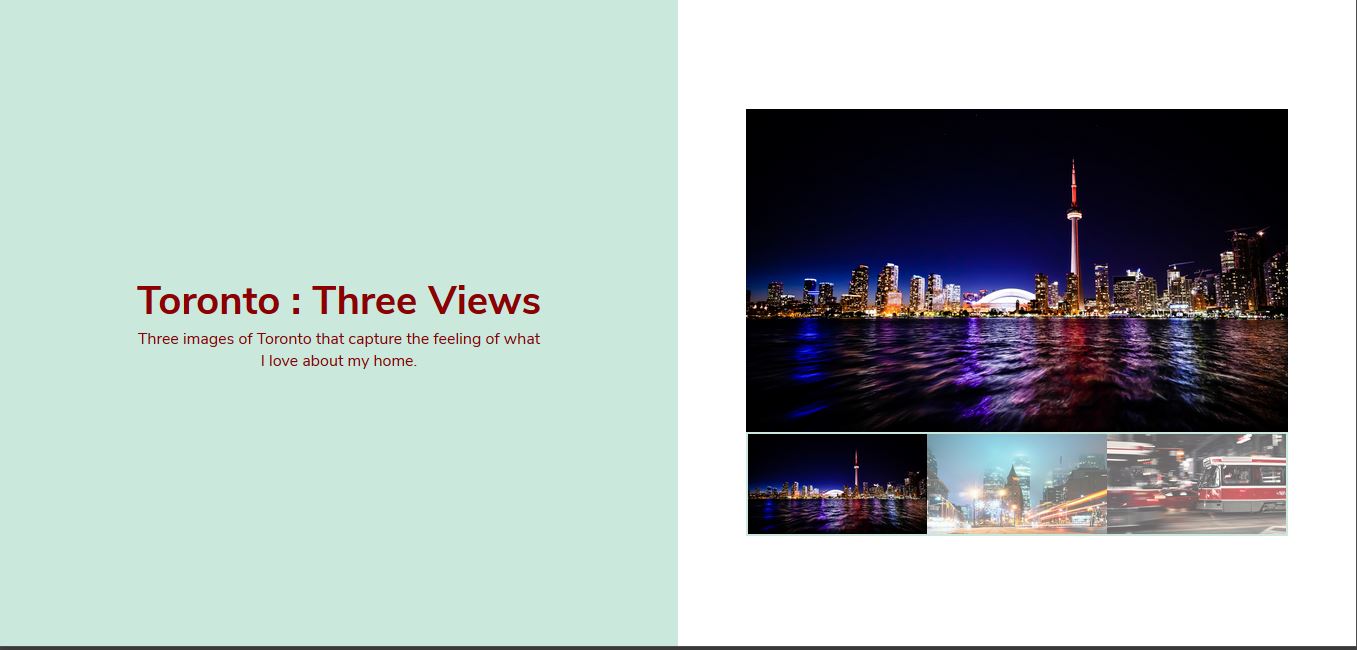 Toronto : Three Views
Three images of Toronto that capture the feeling of what
I love about my home.